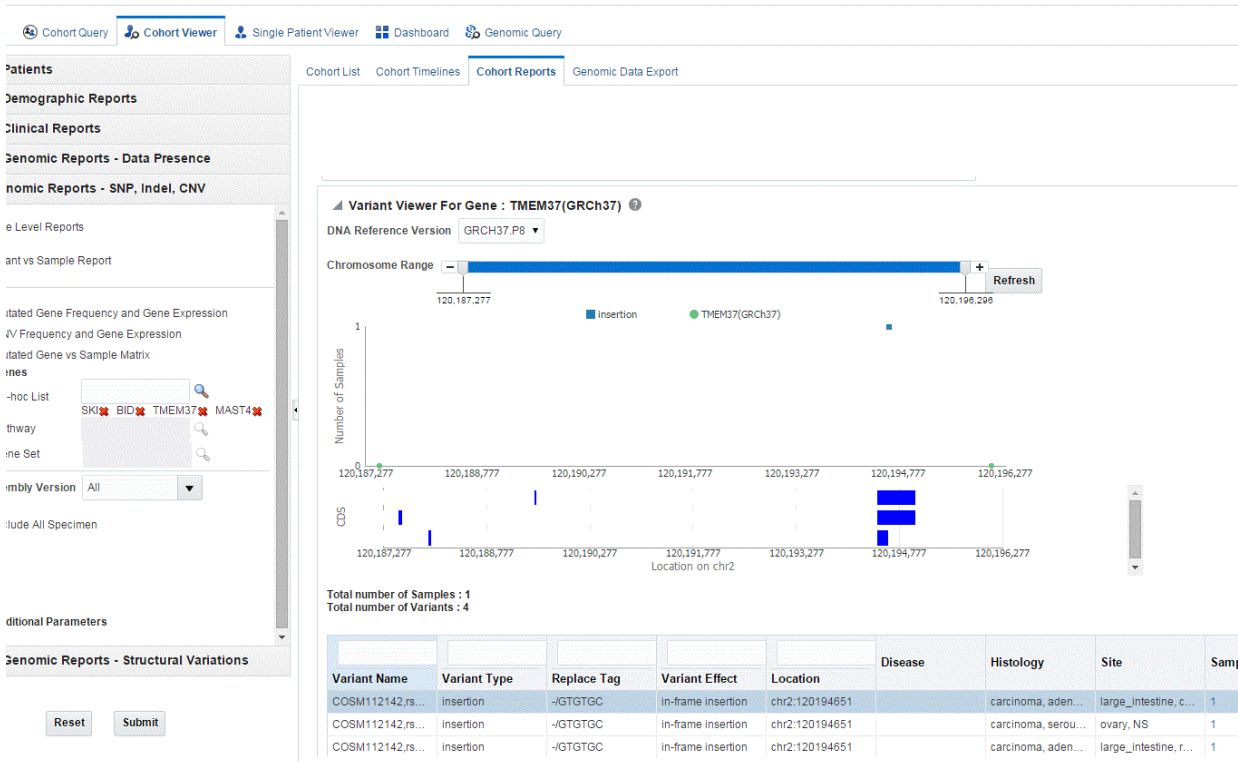 Cohort Query Cohort Viewer Single Patient Viewer Dashboard Genomic Query
Patients
Demographic Reports
Clinical Reports
Genomic Reports - Data Presence
nomic Reports - SNP, Indel, CNV
e Level Reports
ant vs Sample Report
tated Gene Frequency and Gene Expression
NV Frequency and Gene Expression
utated Gene vs Sample Matrix
enes
-hoc List
SKI BID TMEM37 MAST4
thway
ene Set
embly Version All
clude All Specimen
dditional Parameters
Genomic Reports - Structural Variations
Reset Submit
Cohort List Cohort Timelines Cohort Reports Genomic Data Export
Variant Viewer For Gene : TMEM37(GRCh37) ?
DNA Reference Version GRCH37.P8
Chromosome Range − +
Refresh
120,187,277 120,196,296
insertion TMEM37(GRCh37)
1
Number of Samples
0
120,187,277 120,188,777 120,190,277 120,191,777 120,193,277 120,194,777 120,196,277
CDS
120,187,277 120,188,777 120,190,277 120,191,777 120,193,277 120,194,777 120,196,277
Location on chr2
Total number of Samples : 1
Total number of Variants : 4
Variant Name Variant Type Replace Tag Variant Effect Location Disease Histology Site Samp
COSM112142,rs... insertion -/GTGTGC in-frame insertion chr2:120194651 carcinoma, aden... large_intestine, c... 1
COSM112142,rs... insertion -/GTGTGC in-frame insertion chr2:120194651 carcinoma, serou... ovary, NS 1
COSM112142,rs... insertion -/GTGTGC in-frame insertion chr2:120194651 carcinoma, aden... large_intestine, r... 1